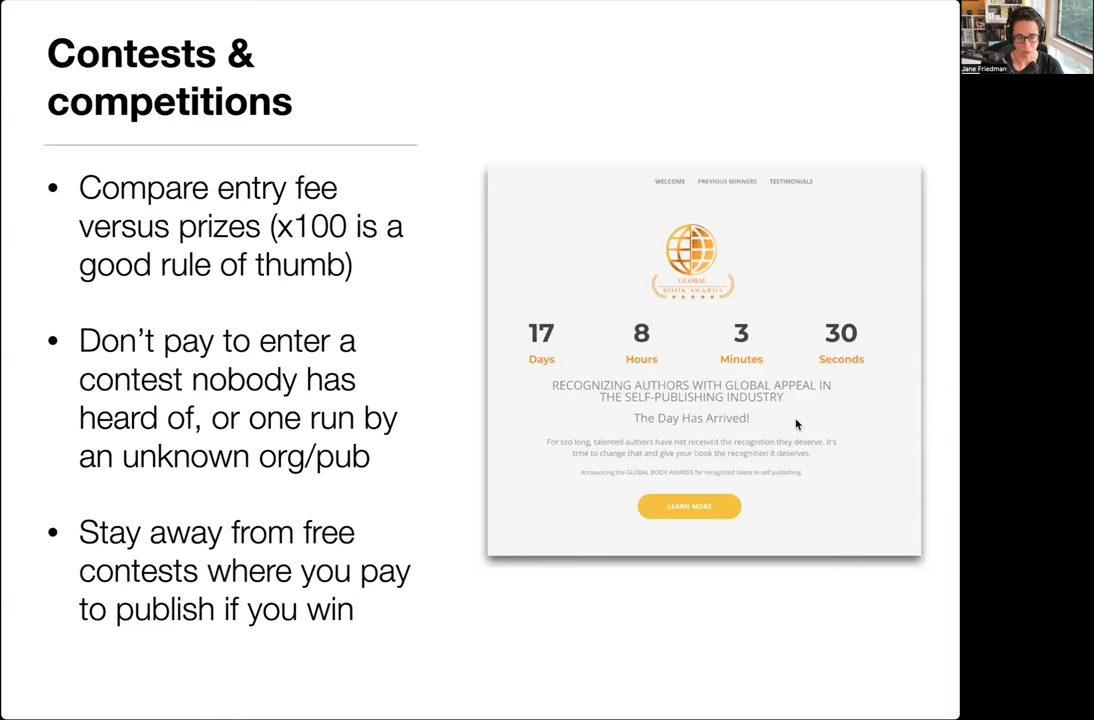 Contests &
competitions
• Compare entry fee
versus prizes (x100 is a
good rule of thumb)
• Don’t pay to enter a
contest nobody has
heard of, or one run by
an unknown org/pub
• Stay away from free
contests where you pay
to publish if you win
WELCOME PREVIOUS WINNERS TESTIMONIALS
GLOBAL
BOOK AWARDS
17 8 3 30
Days Hours Minutes Seconds
RECOGNIZING AUTHORS WITH GLOBAL APPEAL IN
THE SELF-PUBLISHING INDUSTRY
The Day Has Arrived!
For too long, talented authors have not received the recognition they deserve. It's
time to change that and give your book the recognition it deserves.
Announcing the GLOBAL BOOK AWARDS for recognized talent in self publishing.
LEARN MORE
Jane Friedman